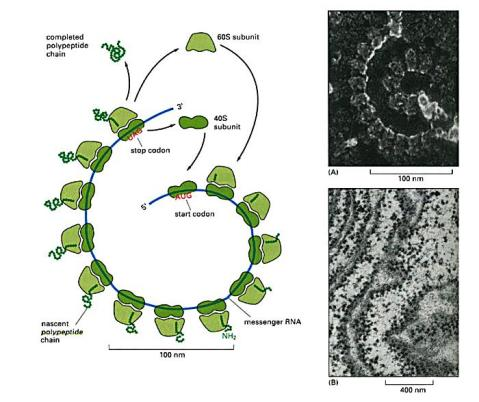 completed
polypeptide
chain
60S subunit
3'
40S
subunit
UAG
stop codon
5'
AUG
start codon
nascent
polypeptide
chain
messenger RNA
NH₂
100 nm
(A)
100 nm
(B)
400 nm